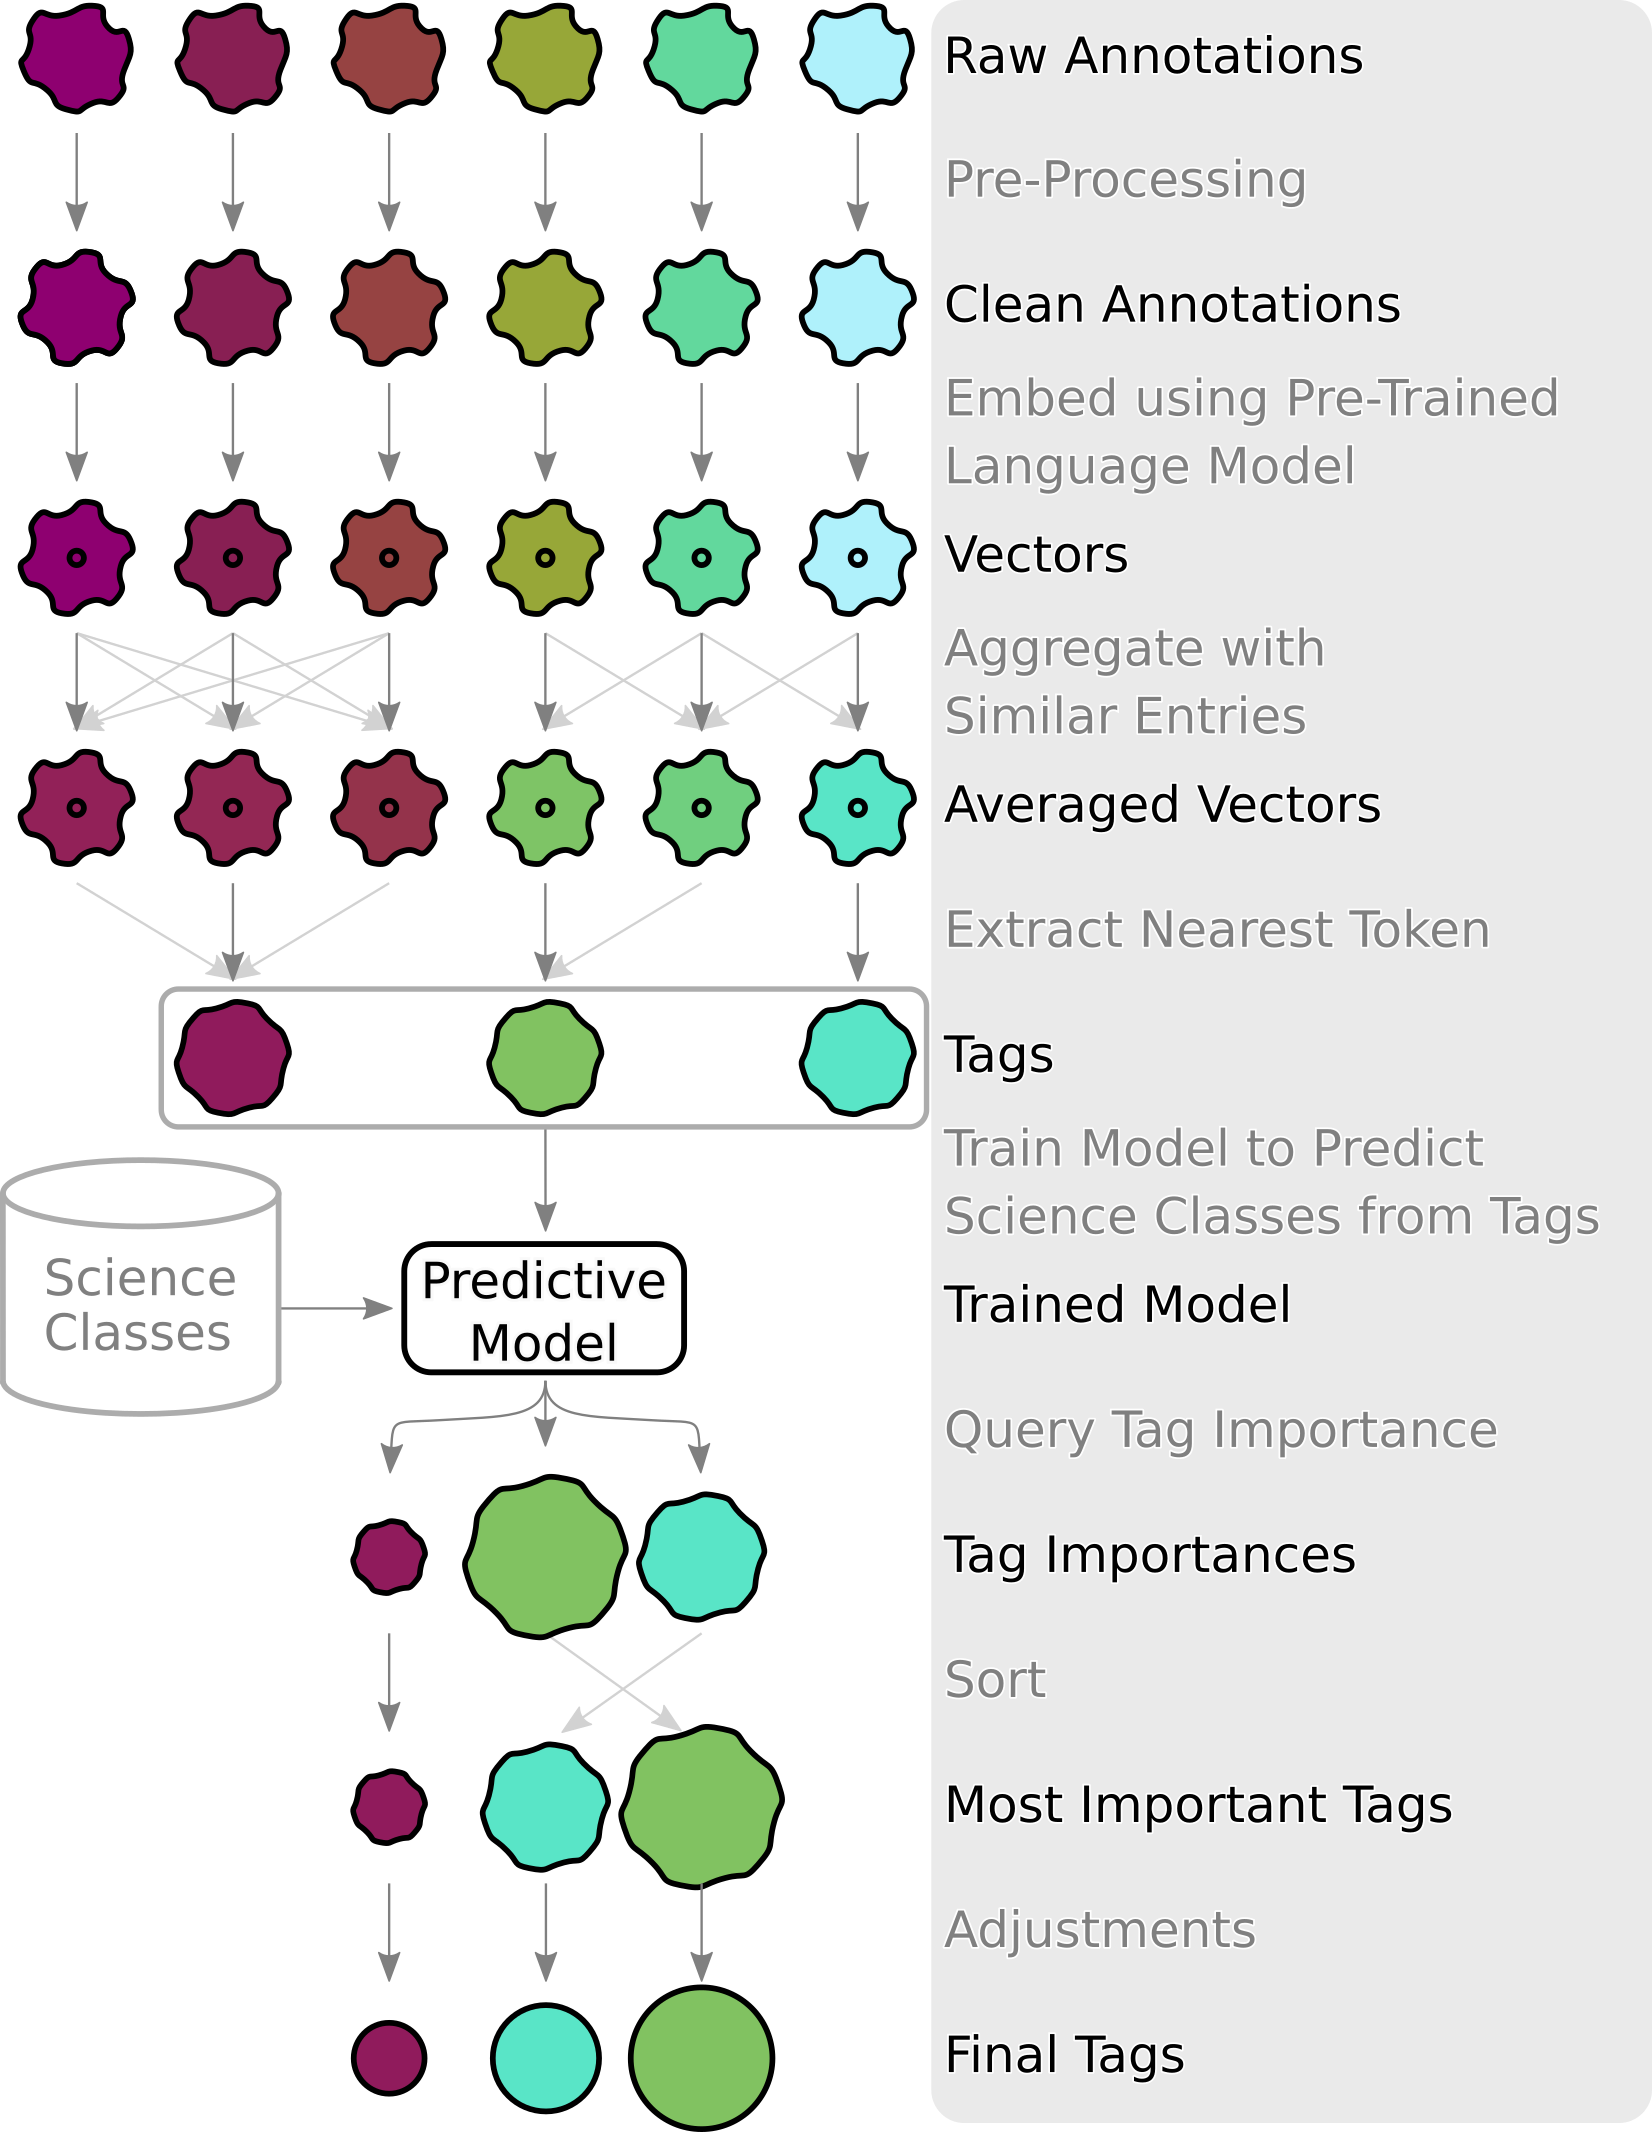 Raw Annotations
Pre-Processing
Clean Annotations
Embed using Pre-Trained
Language Model
Vectors
Aggregate with
Similar Entries
Averaged Vectors
Extract Nearest Token
Tags
Train Model to Predict
Science Classes from Tags
Science
Classes
Predictive
Model
Trained Model
Query Tag Importance
Tag Importances
Sort
Most Important Tags
Adjustments
Final Tags